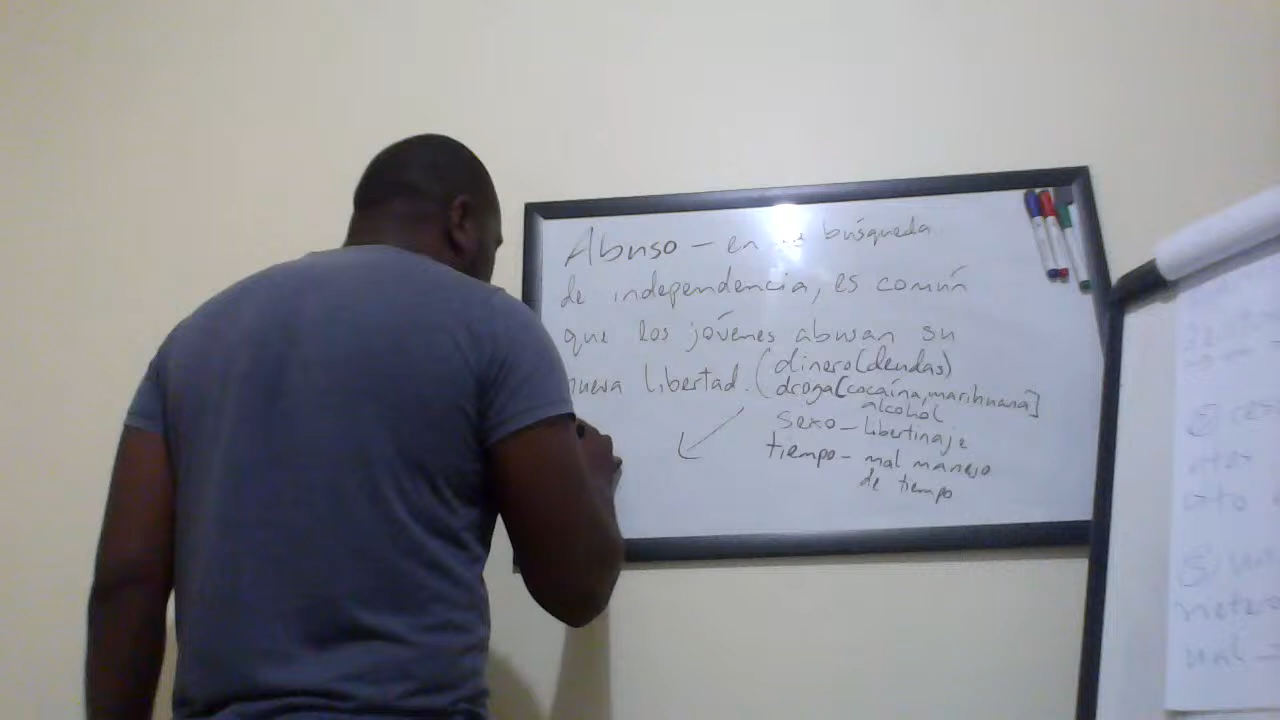 Abuso - en la búsqueda
de independencia, es común
que los jóvenes abusan su
nueva libertad. (dinero(deudas)
droga[cocaína, marihuana]
alcohol
sexo - libertinaje
tiempo - mal manejo
de tiempo